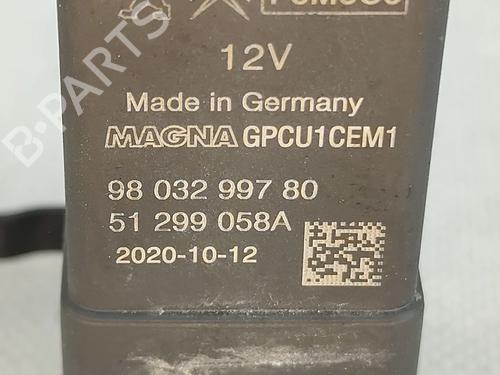 12V
Made in Germany
MAGNA GPCU1CEM1
98 032 997 80
51 299 058A
2020-10-12
B-PARTS